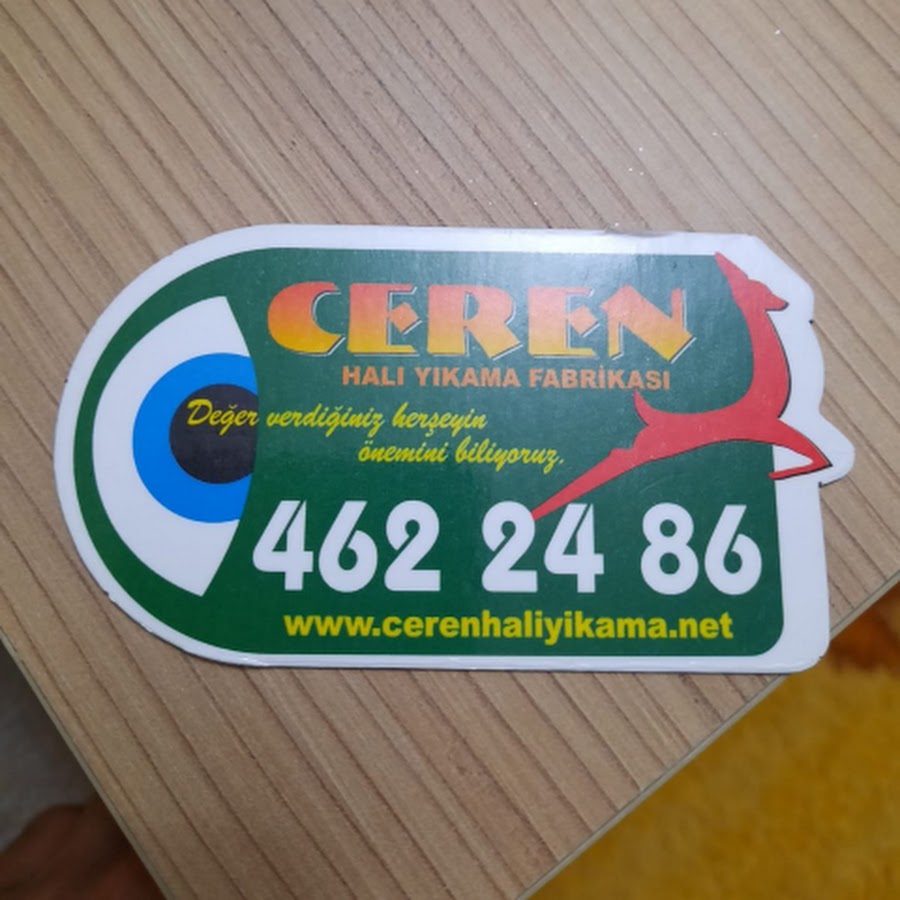 CEREN
HALI YIKAMA FABRİKASI
Değer verdiğiniz herşeyin
önemini biliyoruz.
462 24 86
www.cerenhaliyikama.net